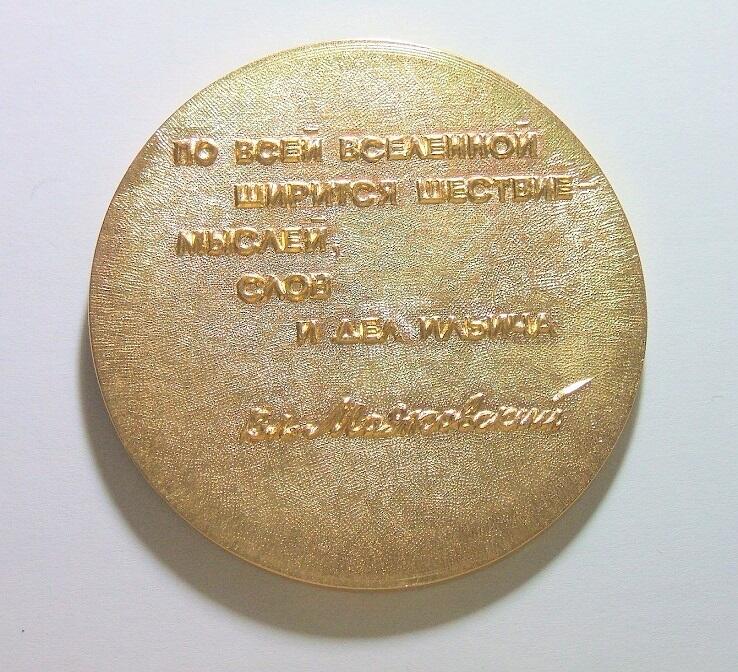 ПО ВСЕЙ ВСЕЛЕННОЙ
ШИРИТСЯ ШЕСТВИЕ –
МЫСЛЕЙ,
СЛОВ
И ДЕЛ ИЛЬИЧА
Вл. Маяковский